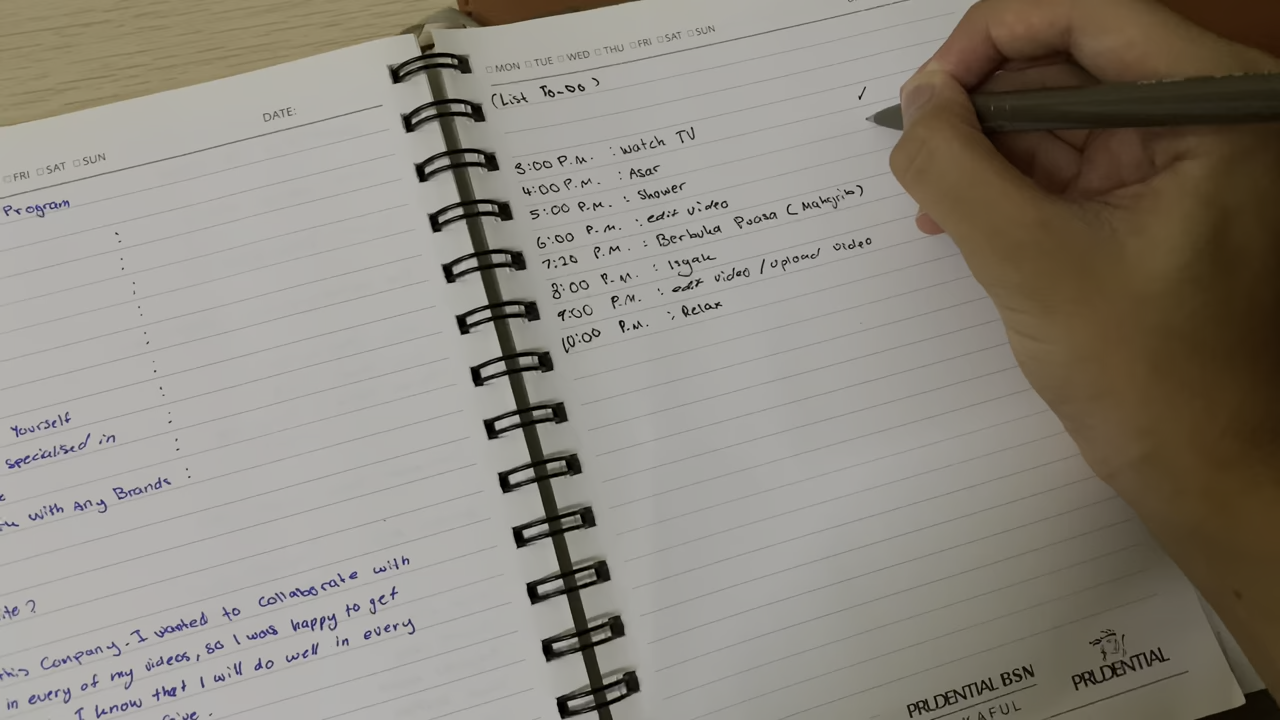 DATE:
FRI SAT SUN
Program
:
:
:
:
:
:
:
:
Yourself
specialised in
with Any Brands :
?
this Company. I wanted to collaborate with
in every of my videos, so I was happy to get
I know that I will do well in every
MON TUE WED THU FRI SAT SUN
(List To-Do)
✓
3:00 P.M. : Watch TV
4:00 P.M. : Asar
5:00 P.M. : Shower
6:00 P.M. : edit video
7:20 P.M. : Berbuka Puasa (Mahgrib)
8:00 P.M. : Isyak
9:00 P.M. : edit video / upload video
10:00 P.M. : Relax
PRUDENTIAL BSN
KAFUL
PRUDENTIAL